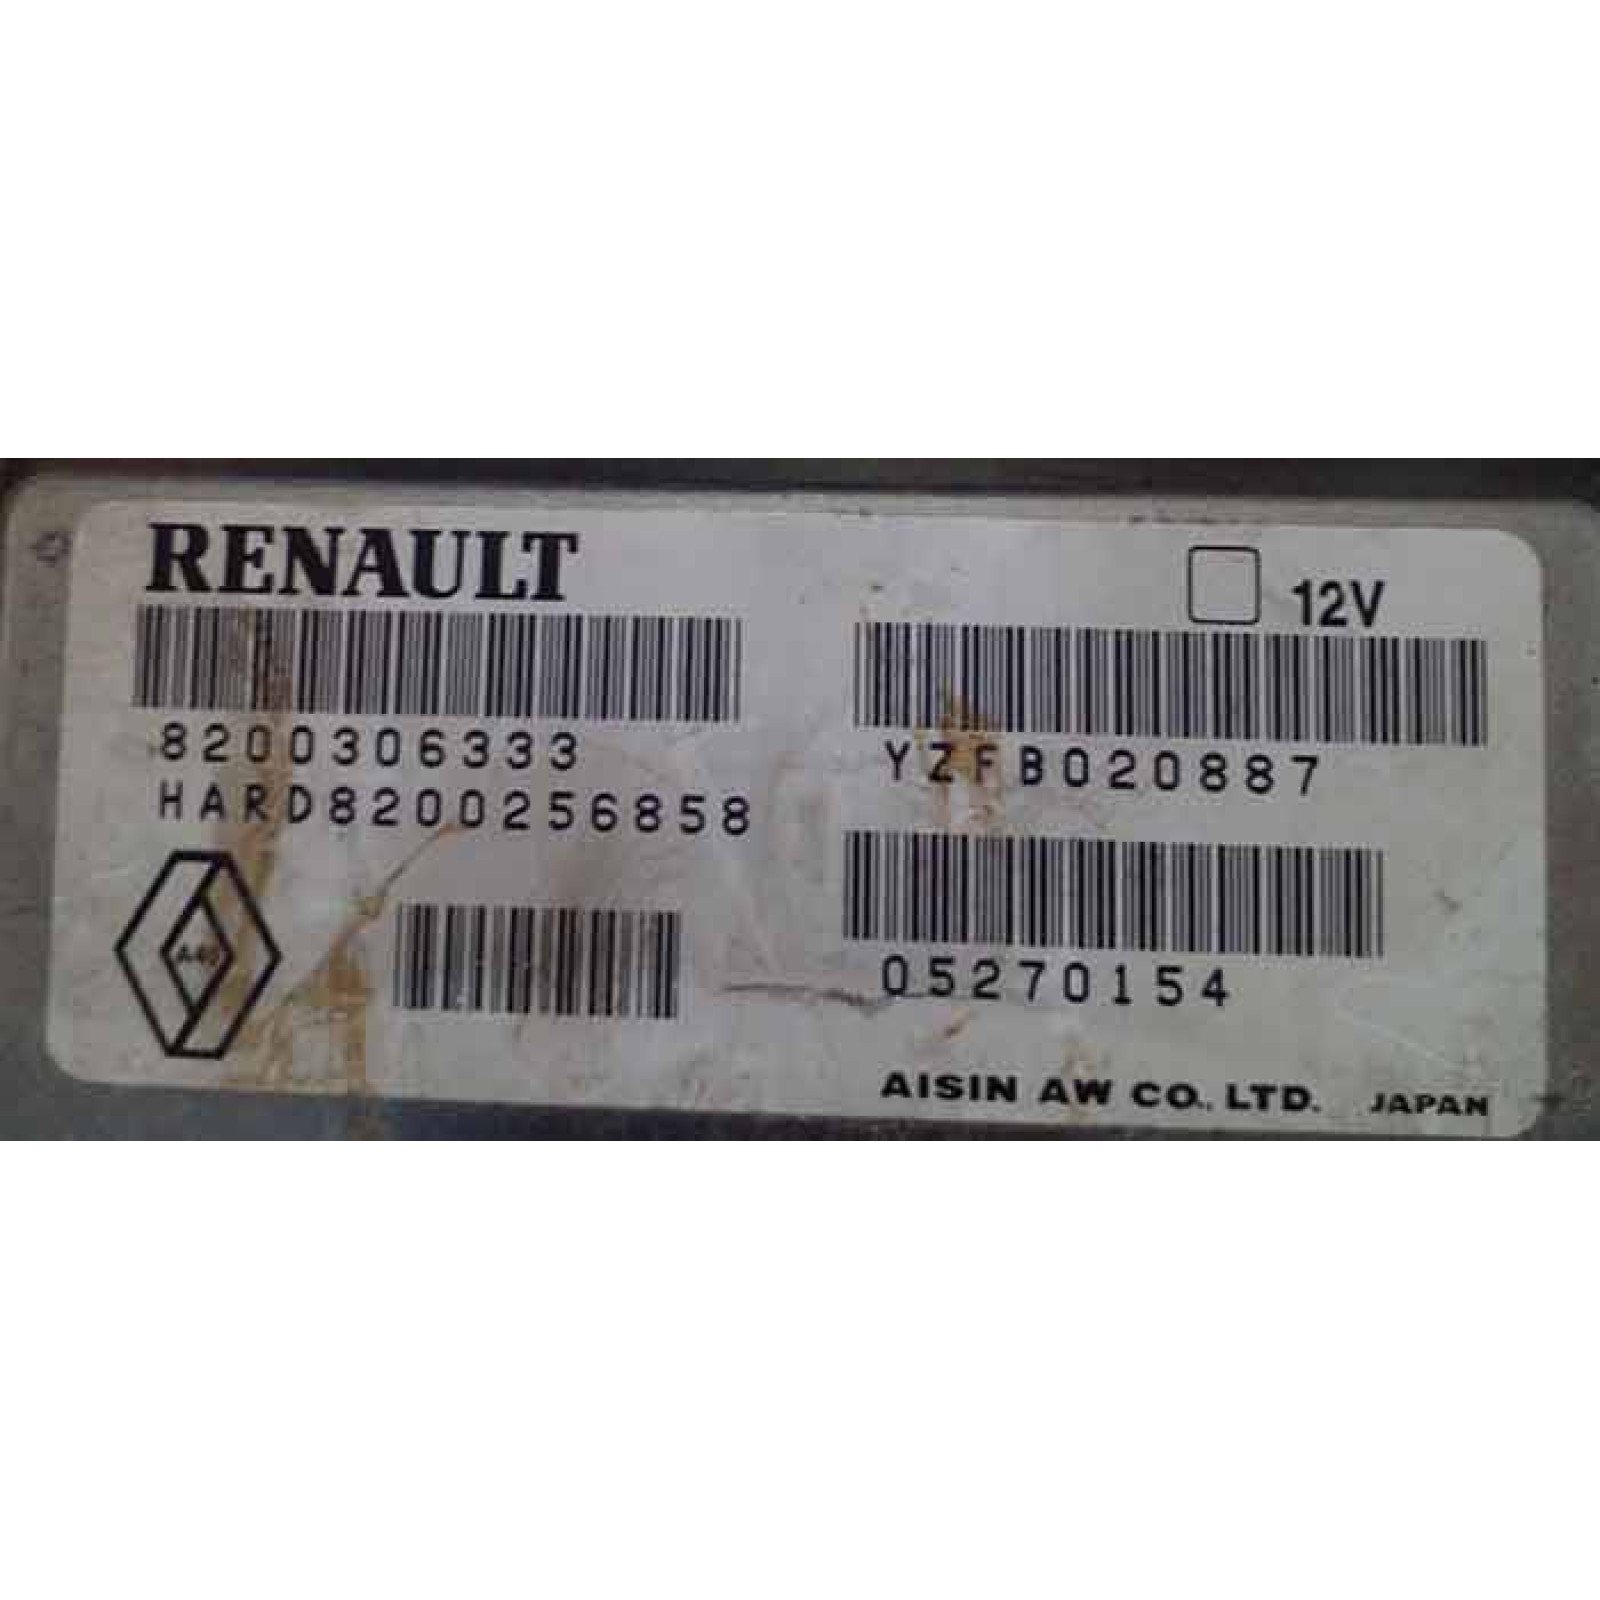 RENAULT
12V
8200306333
HARD8200256858
YZFB020887
05270154
AISIN AW CO., LTD. JAPAN